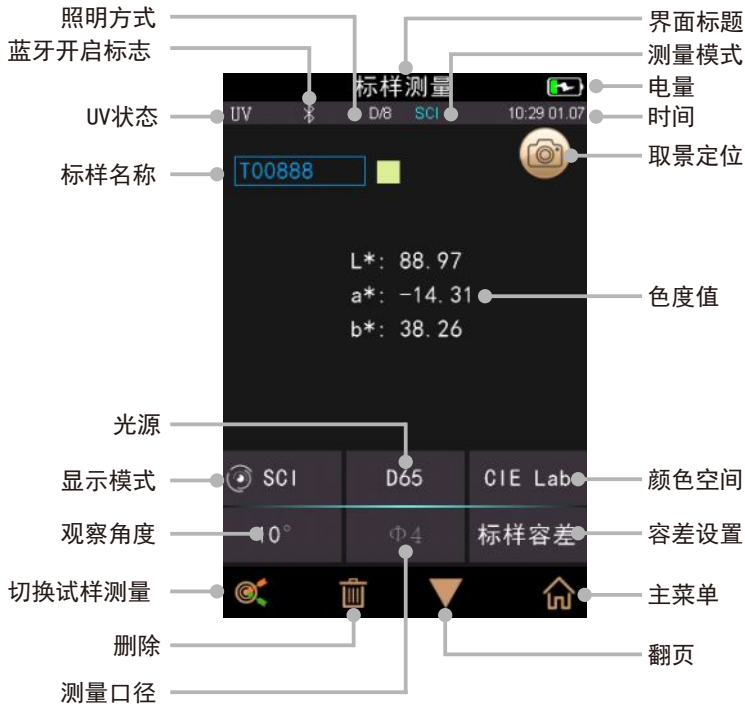 照明方式
界面标题
蓝牙开启标志
测量模式
标样测量
电量
UV状态
UV
D/8
SCI
10:29 01.07
时间
取景定位
标样名称
T00888
L*: 88.97
a*: -14.31
色度值
b*: 38.26
光源
显示模式
SCI
D65
CIE Lab
颜色空间
观察角度
10°
Φ4
标样容差
容差设置
切换试样测量
主菜单
删除
翻页
测量口径